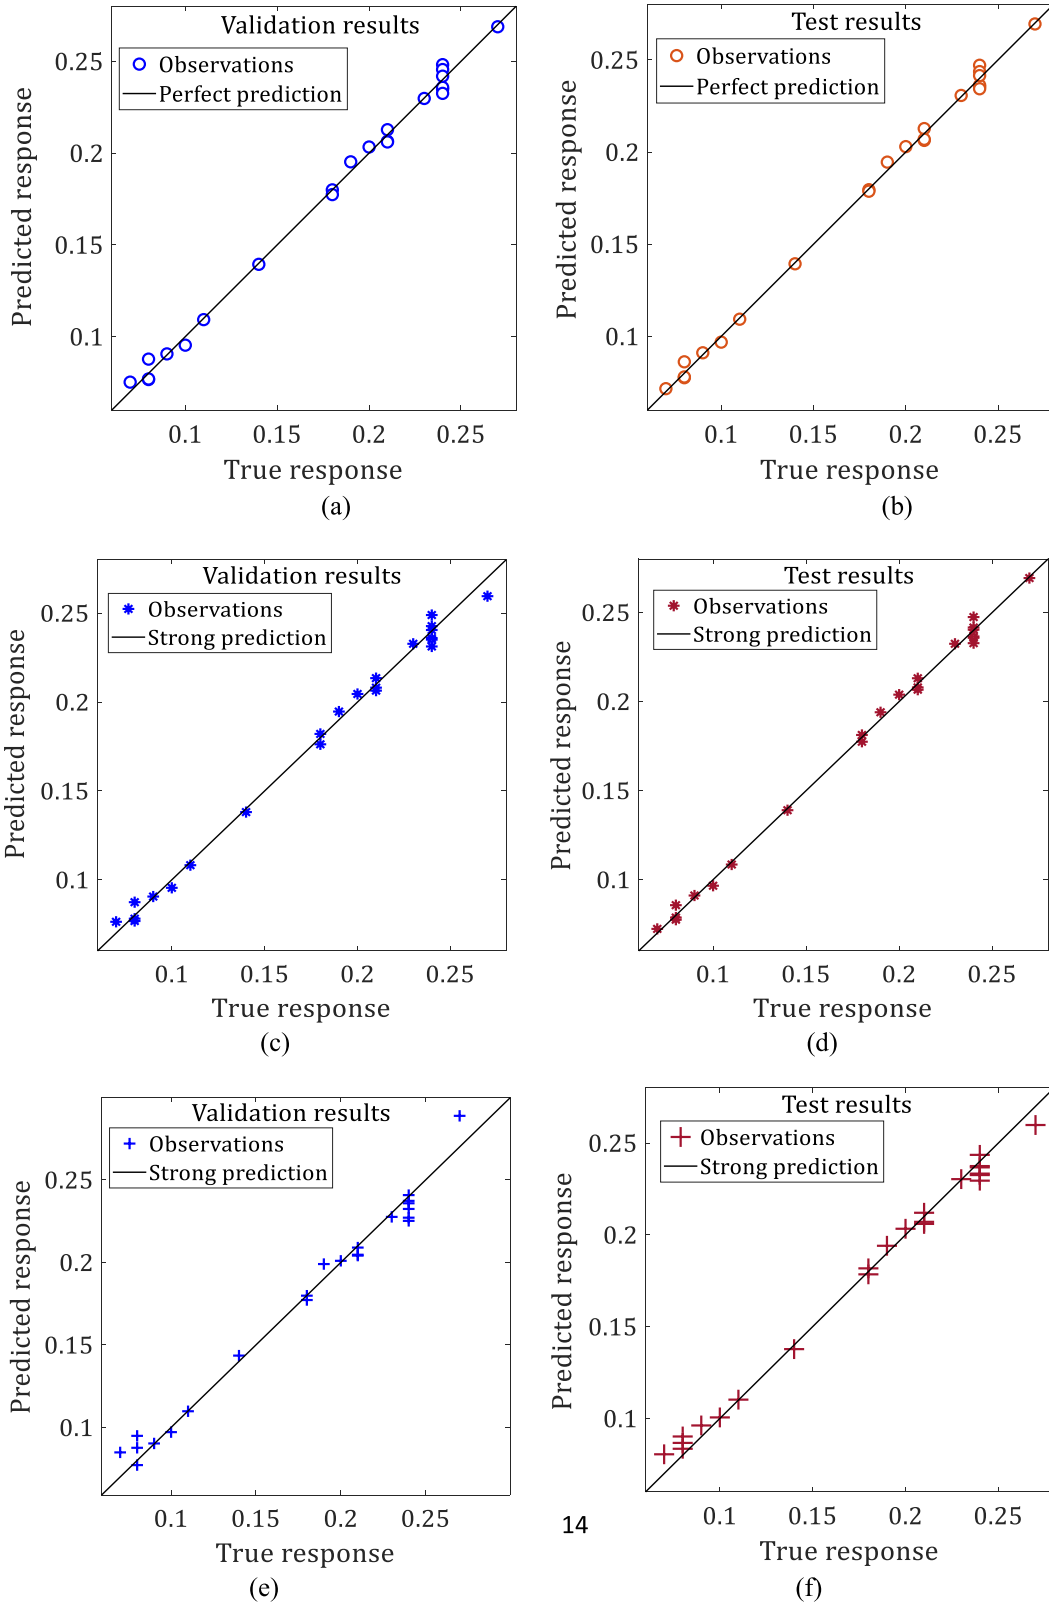 Validation results
Observations
Perfect prediction
0.25
0.2
0.15
0.1
Predicted response
0.1 0.15 0.2 0.25
True response
(a)
Test results
Observations
Perfect prediction
0.25
0.2
0.15
0.1
Predicted response
0.1 0.15 0.2 0.25
True response
(b)
Validation results
Observations
Strong prediction
0.25
0.2
0.15
0.1
Predicted response
0.1 0.15 0.2 0.25
True response
(c)
Test results
Observations
Strong prediction
0.25
0.2
0.15
0.1
Predicted response
0.1 0.15 0.2 0.25
True response
(d)
Validation results
Observations
Strong prediction
0.25
0.2
0.15
0.1
Predicted response
0.1 0.15 0.2 0.25
True response
(e)
Test results
Observations
Strong prediction
0.25
0.2
0.15
0.1
Predicted response
0.1 0.15 0.2 0.25
True response
(f)
14